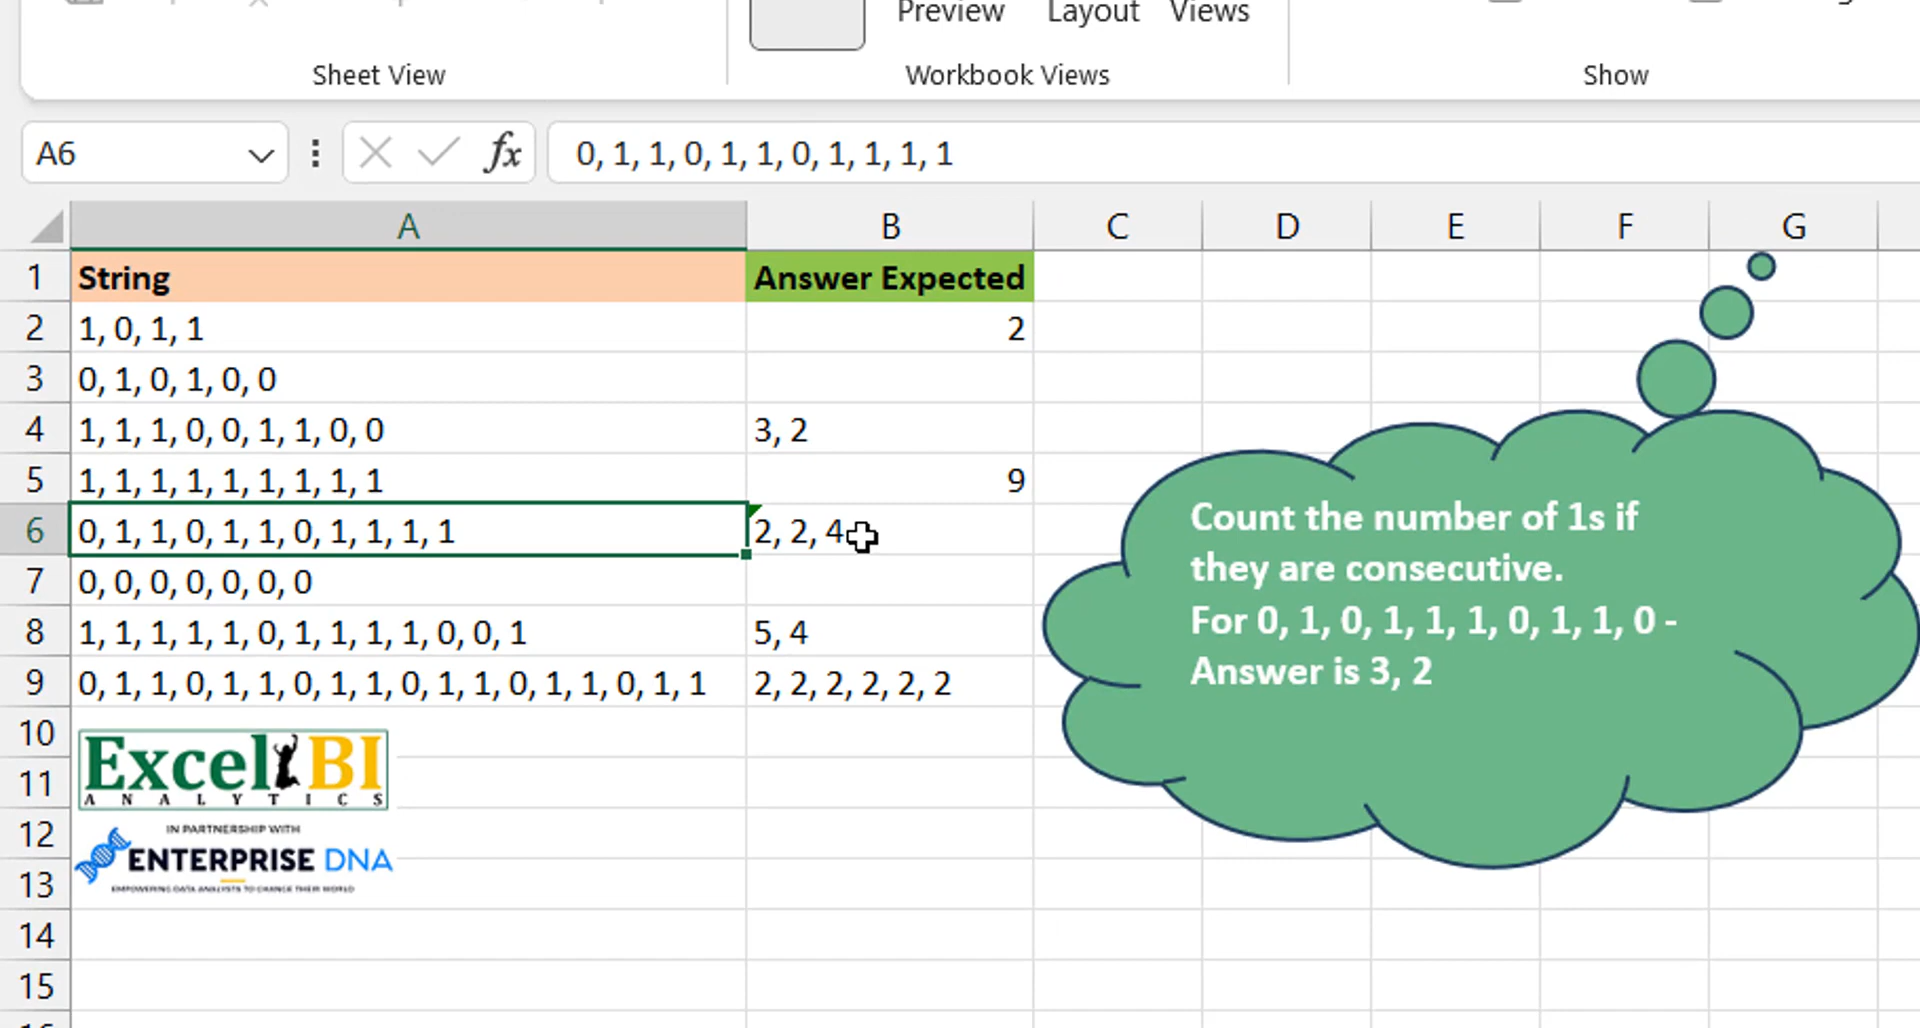 Preview Layout Views
Sheet View Workbook Views Show
A6 fx 0, 1, 1, 0, 1, 1, 0, 1, 1, 1, 1
A B C D E F G
1 String Answer Expected
2 1, 0, 1, 1 2
3 0, 1, 0, 1, 0, 0
4 1, 1, 1, 0, 0, 1, 1, 0, 0 3, 2
5 1, 1, 1, 1, 1, 1, 1, 1, 1 9
6 0, 1, 1, 0, 1, 1, 0, 1, 1, 1, 1 2, 2, 4
7 0, 0, 0, 0, 0, 0, 0
8 1, 1, 1, 1, 1, 0, 1, 1, 1, 1, 0, 0, 1 5, 4
9 0, 1, 1, 0, 1, 1, 0, 1, 1, 0, 1, 1, 0, 1, 1, 0, 1, 1 2, 2, 2, 2, 2, 2
Count the number of 1s if
they are consecutive.
For 0, 1, 0, 1, 1, 1, 0, 1, 1, 0 -
Answer is 3, 2
10
Excel BI
11
ANALYTICS
12
IN PARTNERSHIP WITH
ENTERPRISE DNA
13
EMPOWERING DATA ANALYSTS TO CHANGE THEIR WORLD
14
15